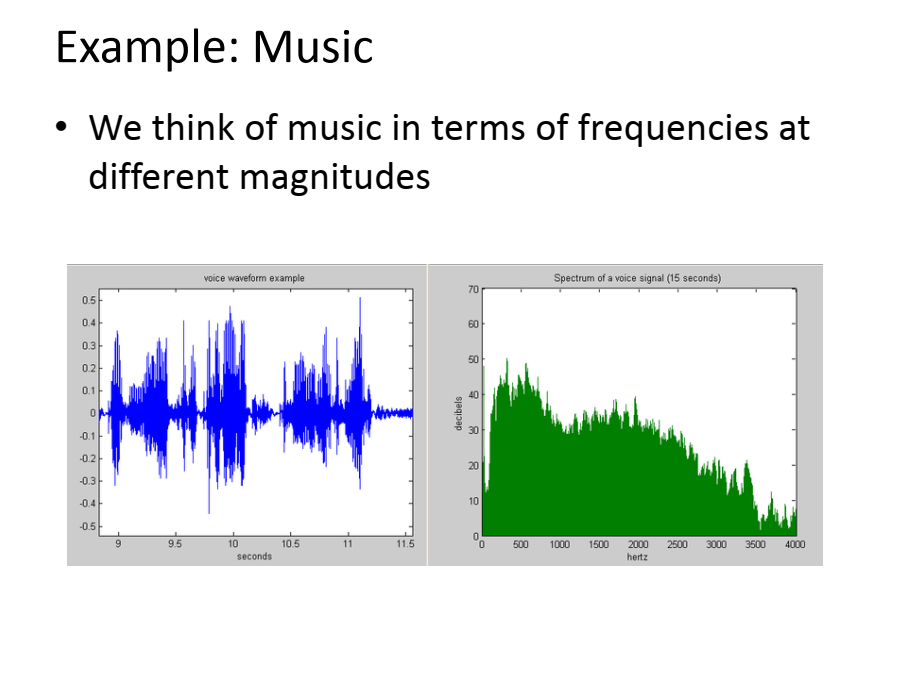 Example: Music
• We think of music in terms of frequencies at
different magnitudes
voice waveform example
0.5
0.4
0.3
0.2
0.1
0
-0.1
-0.2
-0.3
-0.4
-0.5
9 9.5 10 10.5 11 11.5
seconds
Spectrum of a voice signal (15 seconds)
70
60
50
40
30
20
10
0
decibels
0 500 1000 1500 2000 2500 3000 3500 4000
hertz